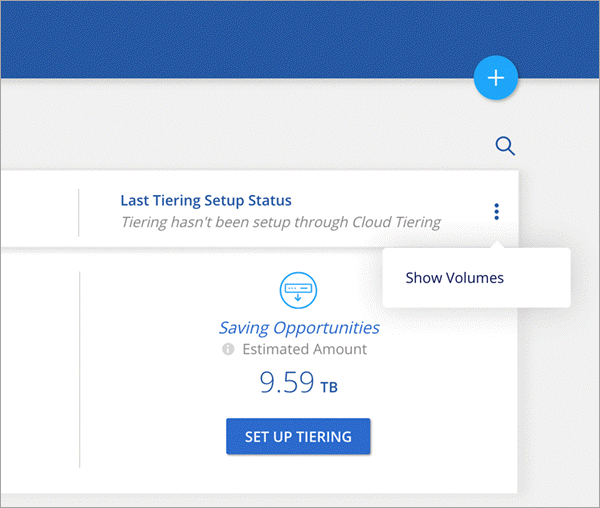 Last Tiering Setup Status
Tiering hasn't been setup through Cloud Tiering
Show Volumes
Saving Opportunities
Estimated Amount
9.59 TB
SET UP TIERING